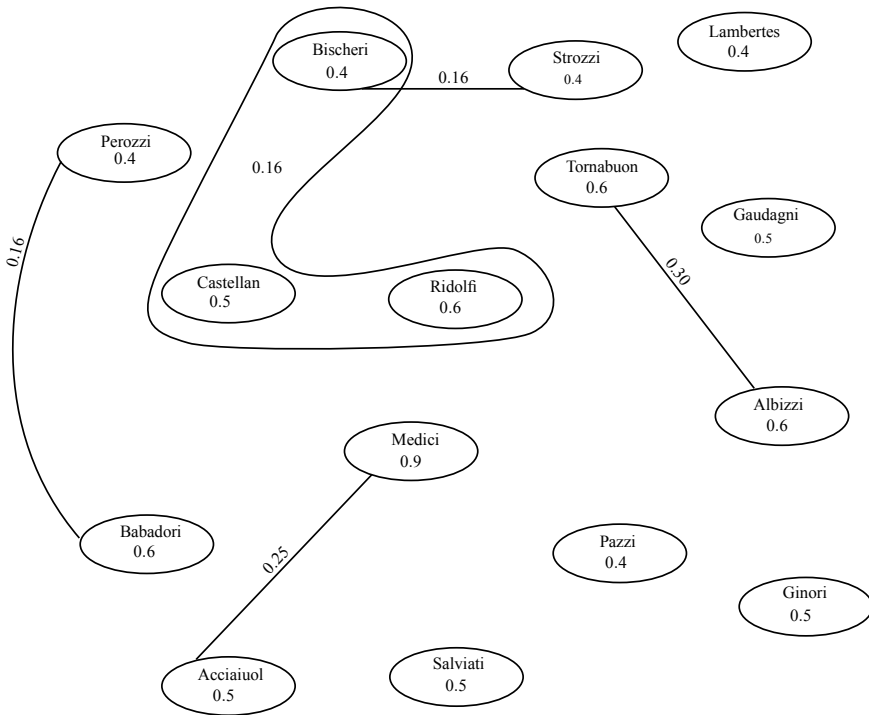 Bischeri
0.4
Strozzi
0.4
Lambertes
0.4
0.16
Perozzi
0.4
0.16
Tornabuon
0.6
Gaudagni
0.5
0.16
Castellan
0.5
Ridolfi
0.6
0.30
Albizzi
0.6
Medici
0.9
Babadori
0.6
0.25
Pazzi
0.4
Ginori
0.5
Acciaiuol
0.5
Salviati
0.5